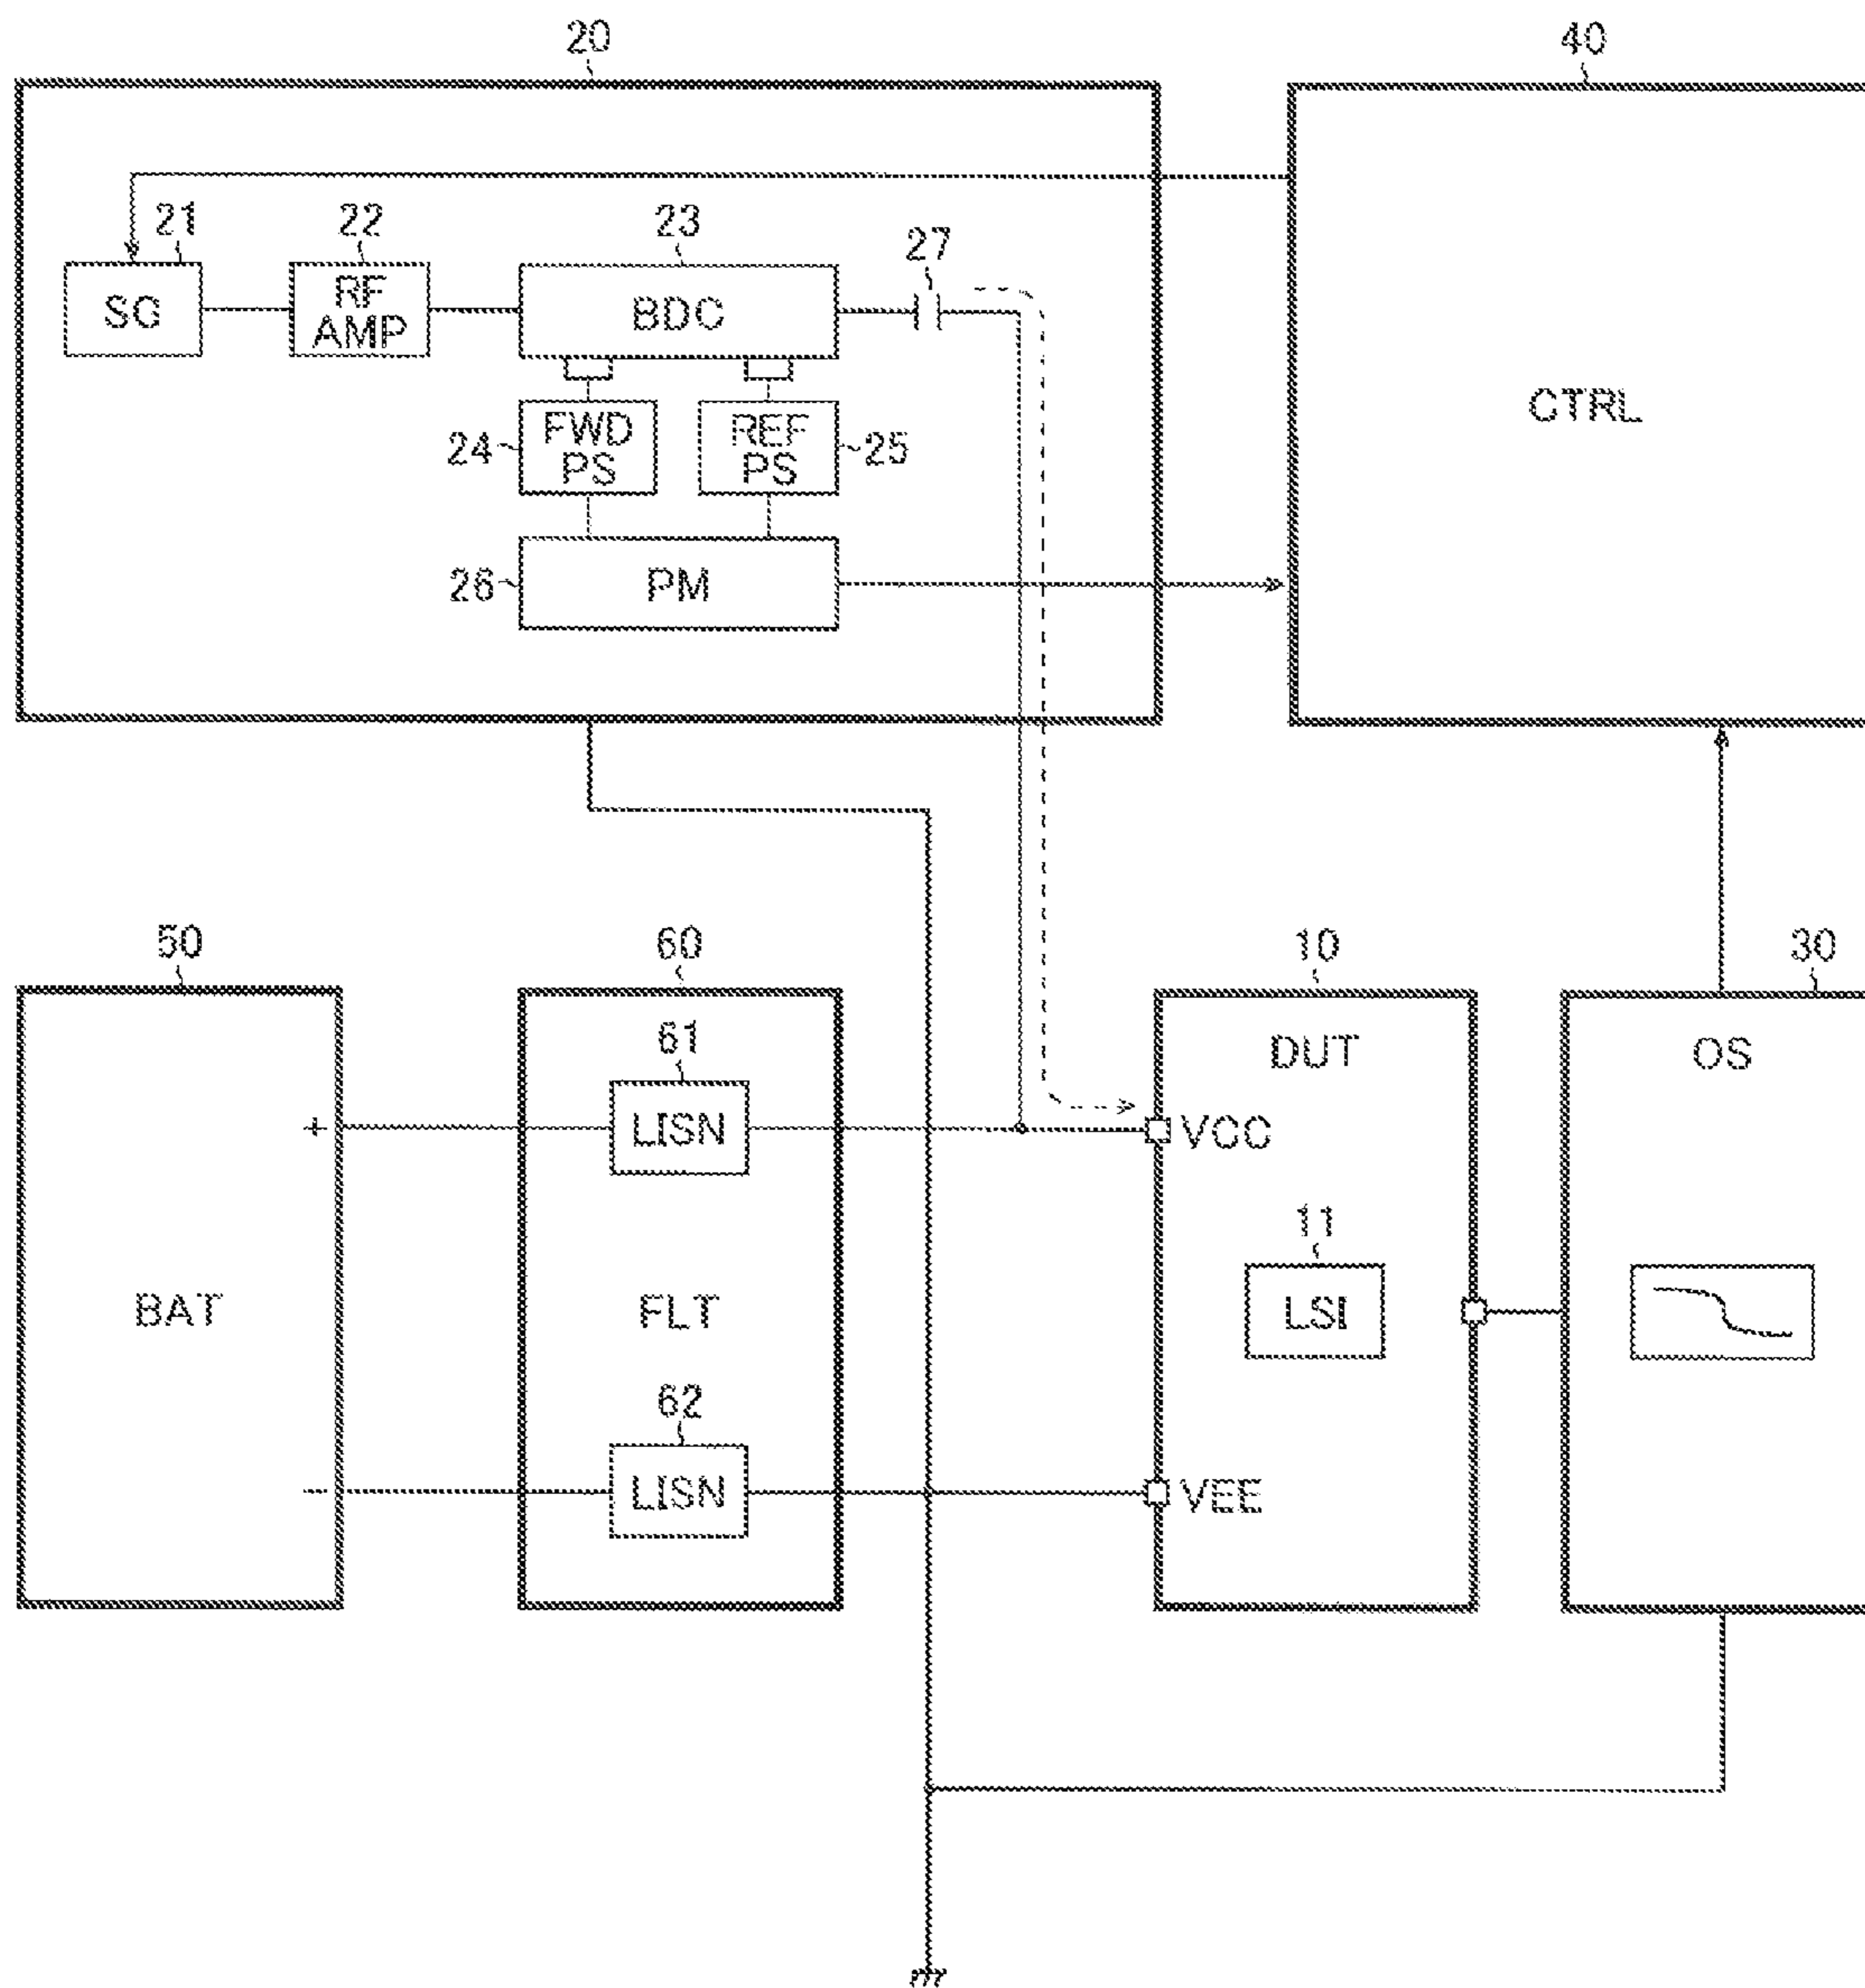 20
40
21
22
23
27
SG
RF
AMP
BDC
CTRL
24
FWD
PS
REF
PS
25
26
PM
50
60
10
30
61
DUT
OS
+
LISN
VCC
11
BAT
FLT
LSI
62
-
LISN
VEE